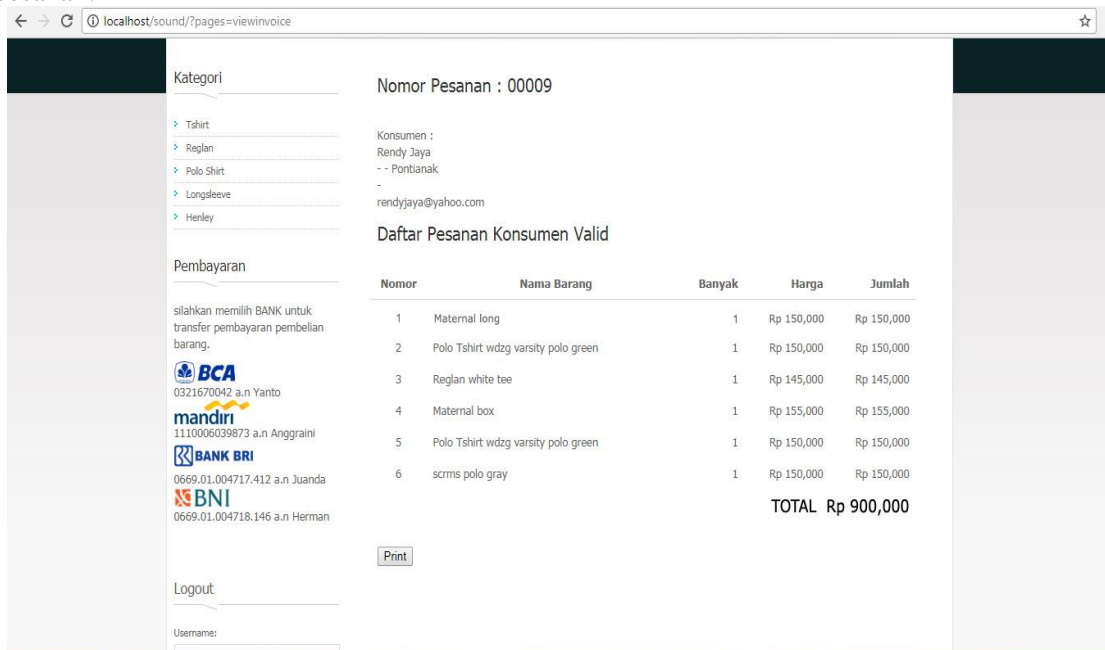 localhost/sound/?pages=viewinvoice
Kategori
Tshirt
Reglan
Polo Shirt
Longsleeve
Henley
Pembayaran
silahkan memilih BANK untuk
transfer pembayaran pembelian
barang.
BCA
0321670042 a.n Yanto
mandiri
1110006039873 a.n Anggraini
BANK BRI
0669.01.004717.412 a.n Juanda
BNI
0669.01.004718.146 a.n Herman
Logout
Username:
Nomor Pesanan : 00009
Konsumen :
Rendy Jaya
- - Pontianak
-
rendyjaya@yahoo.com
Daftar Pesanan Konsumen Valid
Nomor Nama Barang Banyak Harga Jumlah
1 Maternal long 1 Rp 150,000 Rp 150,000
2 Polo Tshirt wdzg varsity polo green 1 Rp 150,000 Rp 150,000
3 Reglan white tee 1 Rp 145,000 Rp 145,000
4 Maternal box 1 Rp 155,000 Rp 155,000
5 Polo Tshirt wdzg varsity polo green 1 Rp 150,000 Rp 150,000
6 scrms polo gray 1 Rp 150,000 Rp 150,000
TOTAL Rp 900,000
Print